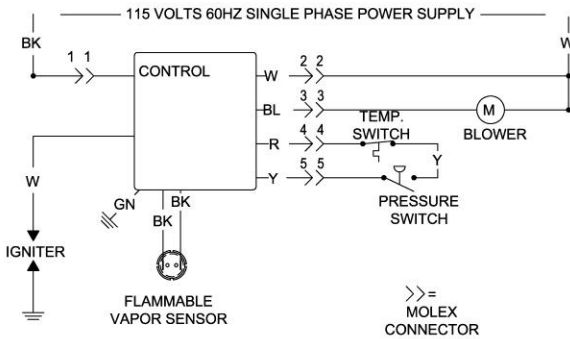 115 VOLTS 60HZ SINGLE PHASE POWER SUPPLY
BK
W
1 1
CONTROL
W
2 2
BL
3 3
M
BLOWER
TEMP.
SWITCH
R
4 4
Y
Y
5 5
PRESSURE
SWITCH
W
GN
BK
BK
IGNITER
FLAMMABLE
VAPOR SENSOR
=
MOLEX
CONNECTOR